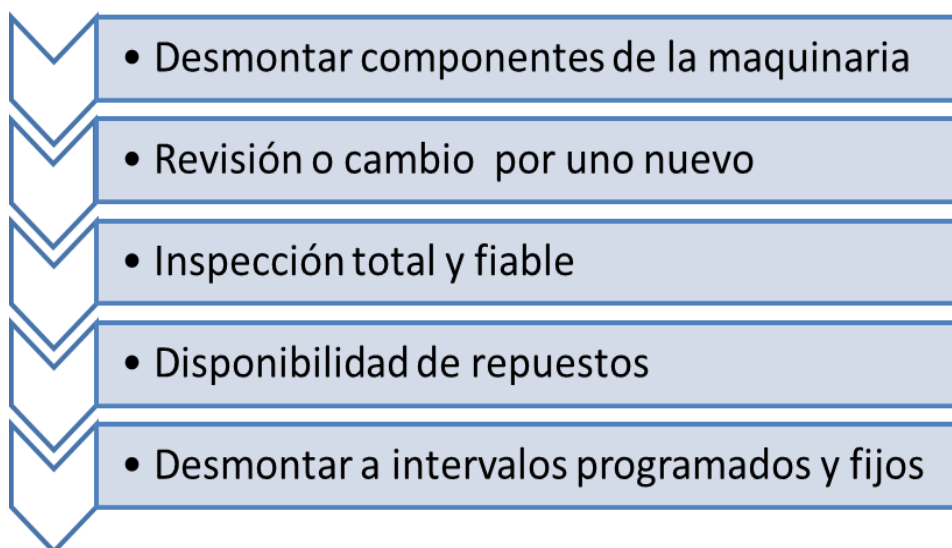 • Desmontar componentes de la maquinaria
• Revisión o cambio por uno nuevo
• Inspección total y fiable
• Disponibilidad de repuestos
• Desmontar a intervalos programados y fijos